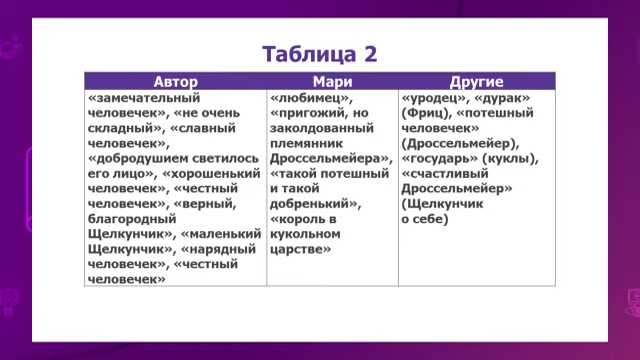 Таблица 2
Автор
«замечательный
человечек», «не очень
складный», «славный
человечек»,
«добродушием светилось
его лицо», «хорошенький
человечек», «честный
человечек», «верный,
благородный
Щелкунчик», «маленький
Щелкунчик», «нарядный
человечек», «честный
человечек»
Мари
«любимец»,
«пригожий, но
заколдованный
племянник
Дроссельмейера»,
«такой потешный
и такой
добренький»,
«король в
кукольном
царстве»
Другие
«уродец», «дурак»
(Фриц), «потешный
человечек»
(Дроссельмейер),
«государь» (куклы),
«счастливый
Дроссельмейер»
(Щелкунчик
о себе)